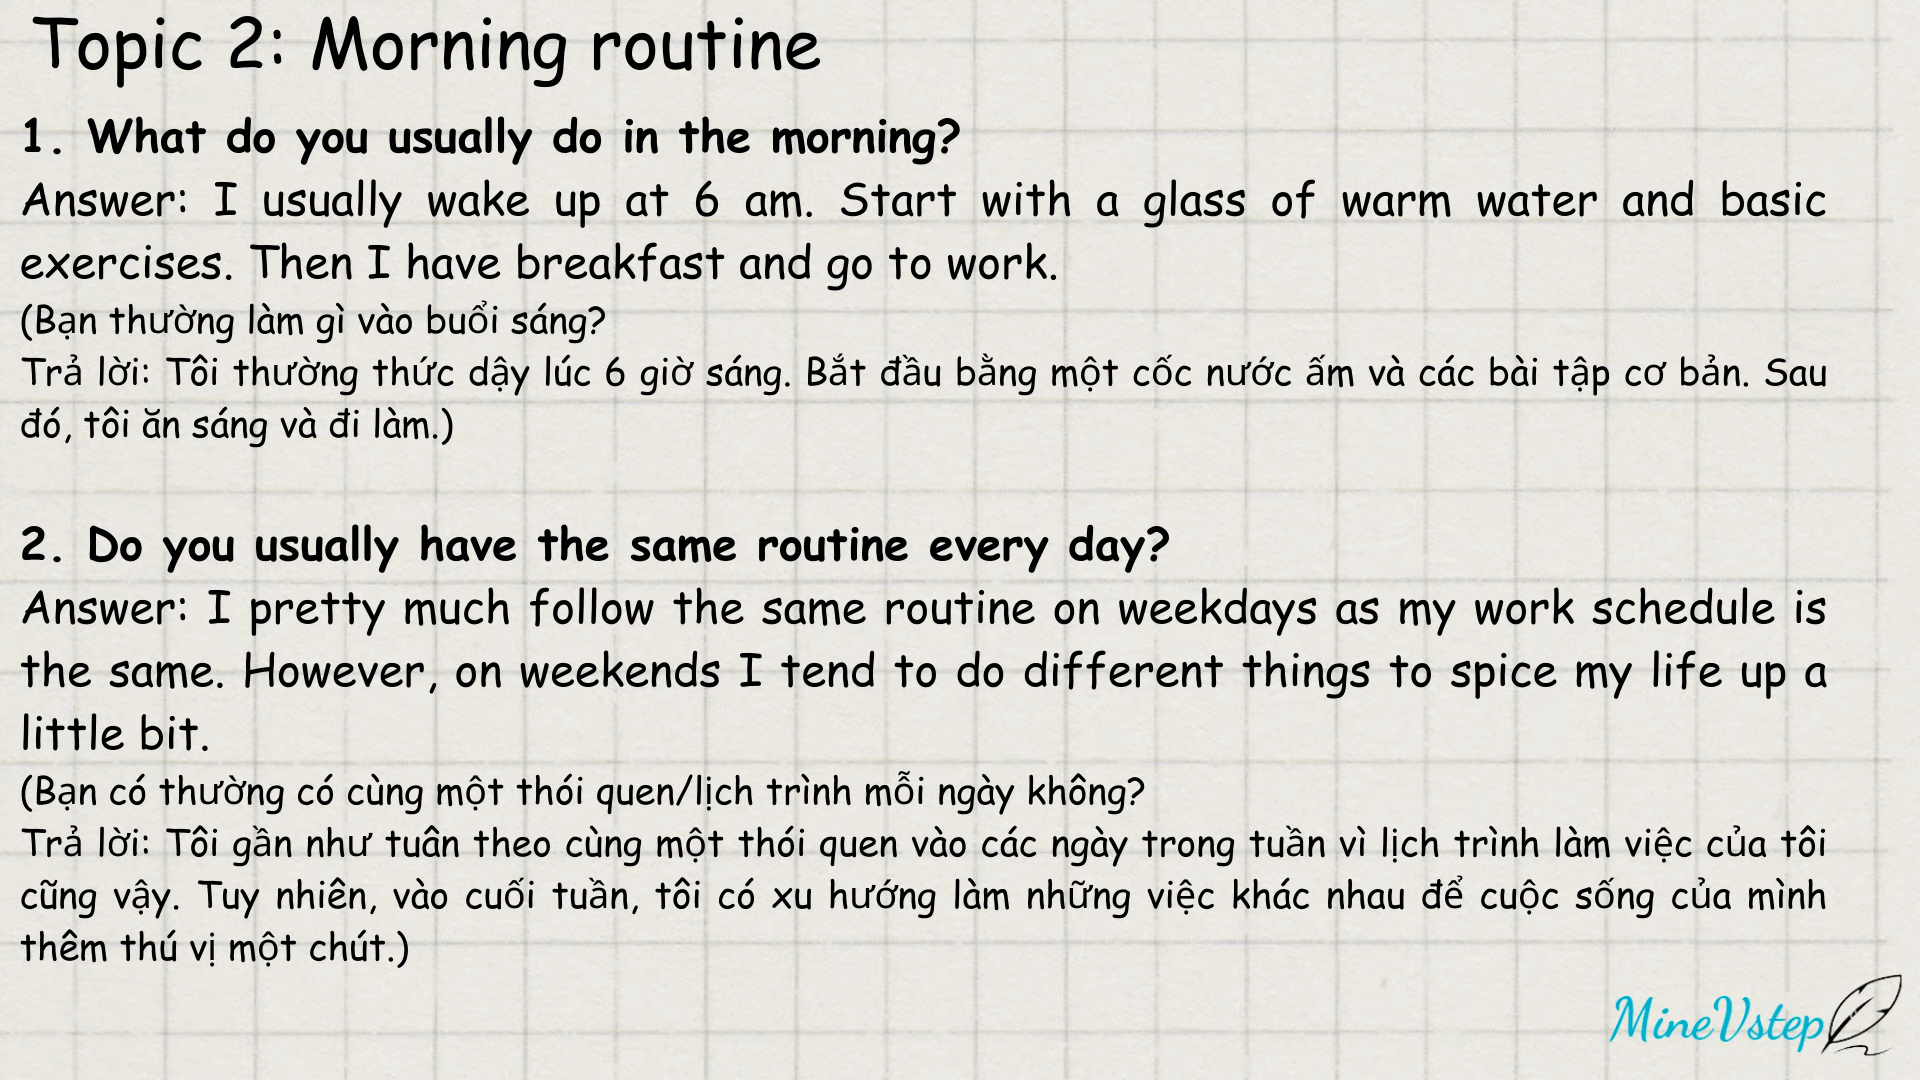 Topic 2: Morning routine
1. What do you usually do in the morning?
Answer: I usually wake up at 6 am. Start with a glass of warm water and basic
exercises. Then I have breakfast and go to work.
(Bạn thường làm gì vào buổi sáng?
Trả lời: Tôi thường thức dậy lúc 6 giờ sáng. Bắt đầu bằng một cốc nước ấm và các bài tập cơ bản. Sau
đó, tôi ăn sáng và đi làm.)
2. Do you usually have the same routine every day?
Answer: I pretty much follow the same routine on weekdays as my work schedule is
the same. However, on weekends I tend to do different things to spice my life up a
little bit.
(Bạn có thường có cùng một thói quen/lịch trình mỗi ngày không?
Trả lời: Tôi gần như tuân theo cùng một thói quen vào các ngày trong tuần vì lịch trình làm việc của tôi
cũng vậy. Tuy nhiên, vào cuối tuần, tôi có xu hướng làm những việc khác nhau để cuộc sống của mình
thêm thú vị một chút.)
MineVstep